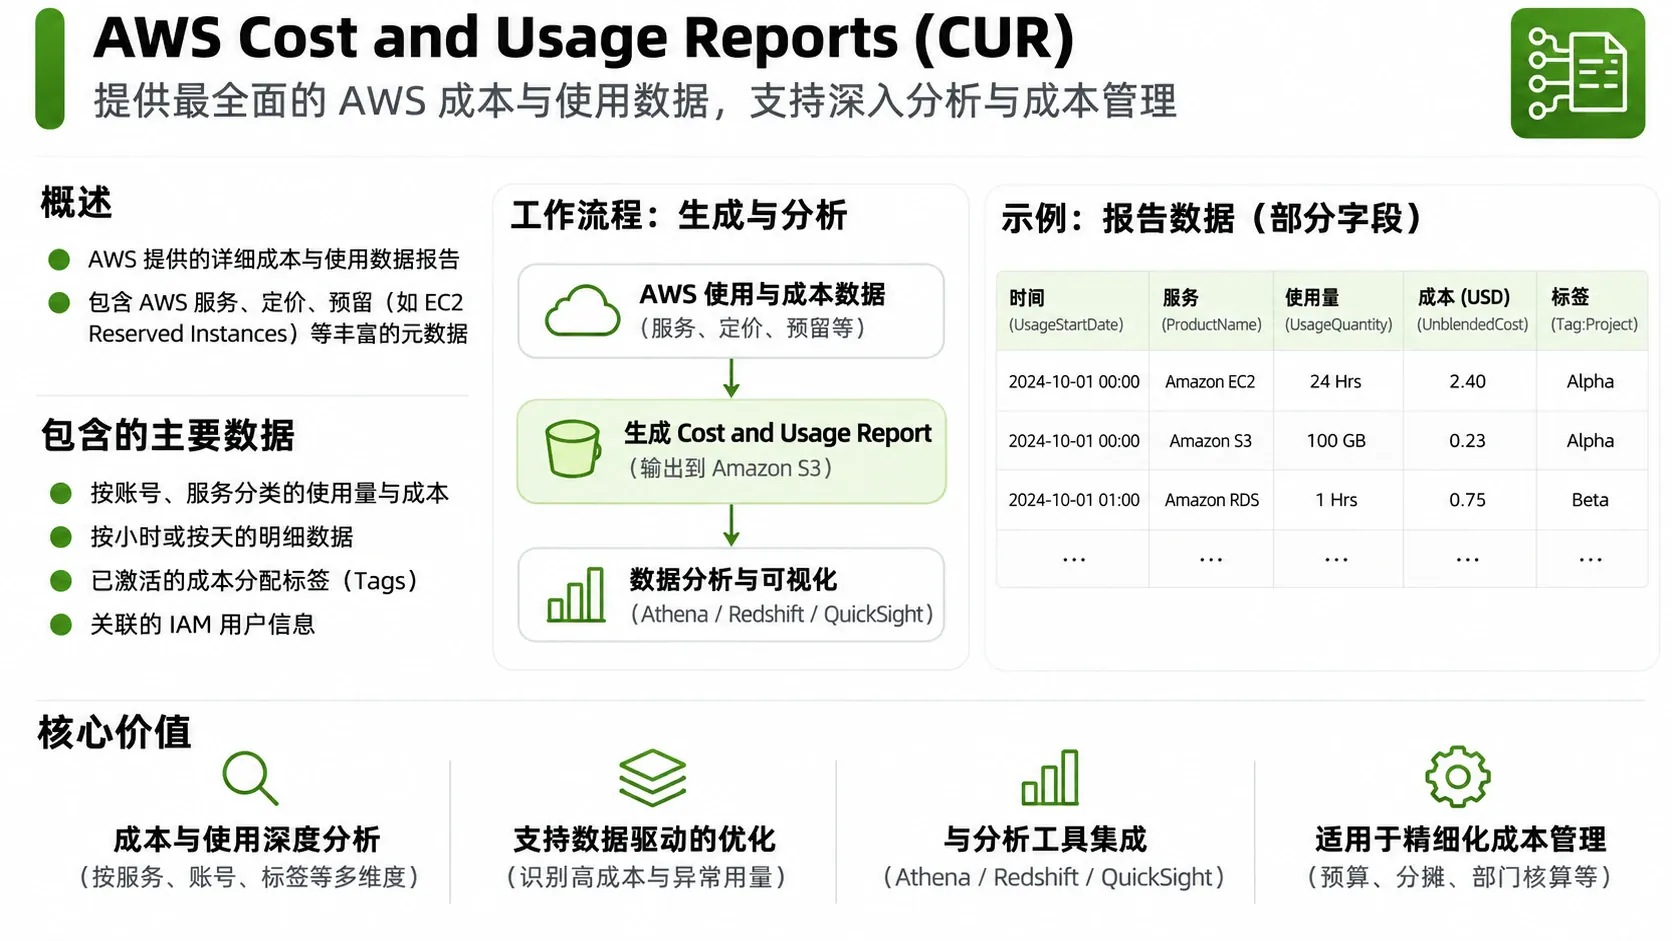 AWS Cost and Usage Reports (CUR)
提供最全面的 AWS 成本与使用数据，支持深入分析与成本管理
概述
AWS 提供的详细成本与使用数据报告
包含 AWS 服务、定价、预留（如 EC2
Reserved Instances）等丰富的元数据
包含的主要数据
按账号、服务分类的使用量与成本
按小时或按天的明细数据
已激活的成本分配标签（Tags）
关联的 IAM 用户信息
工作流程：生成与分析
AWS 使用与成本数据
（服务、定价、预留等）
生成 Cost and Usage Report
（输出到 Amazon S3）
数据分析与可视化
（Athena / Redshift / QuickSight）
示例：报告数据（部分字段）
时间 服务 使用量 成本 (USD) 标签
(UsageStartDate) (ProductName) (UsageQuantity) (UnblendedCost) (Tag:Project)
2024-10-01 00:00 Amazon EC2 24 Hrs 2.40 Alpha
2024-10-01 00:00 Amazon S3 100 GB 0.23 Alpha
2024-10-01 01:00 Amazon RDS 1 Hrs 0.75 Beta
... ... ... ... ...
核心价值
成本与使用深度分析
（按服务、账号、标签等多维度）
支持数据驱动的优化
（识别高成本与异常用量）
与分析工具集成
（Athena / Redshift / QuickSight）
适用于精细化成本管理
（预算、分摊、部门核算等）